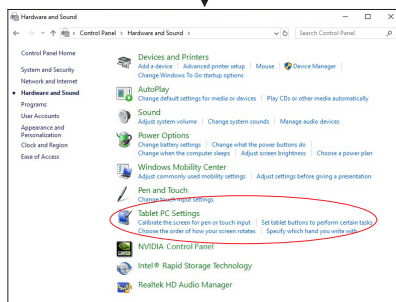 Hardware and Sound
Control Panel > Hardware and Sound >
Search Control Panel
Control Panel Home
System and Security
Network and Internet
Hardware and Sound
Programs
User Accounts
Appearance and
Personalization
Clock and Region
Ease of Access
Devices and Printers
Add a device | Advanced printer setup | Mouse | Device Manager
Change Windows To Go startup options
AutoPlay
Change default settings for media or devices | Play CDs or other media automatically
Sound
Adjust system volume | Change system sounds | Manage audio devices
Power Options
Change battery settings | Change what the power buttons do
Change when the computer sleeps | Adjust screen brightness | Choose a power plan
Windows Mobility Center
Adjust commonly used mobility settings | Adjust settings before giving a presentation
Pen and Touch
Change touch input settings
Tablet PC Settings
Calibrate the screen for pen or touch input | Set tablet buttons to perform certain tasks
Choose the order of how your screen rotates | Specify which hand you write with
NVIDIA Control Panel
Intel® Rapid Storage Technology
Realtek HD Audio Manager